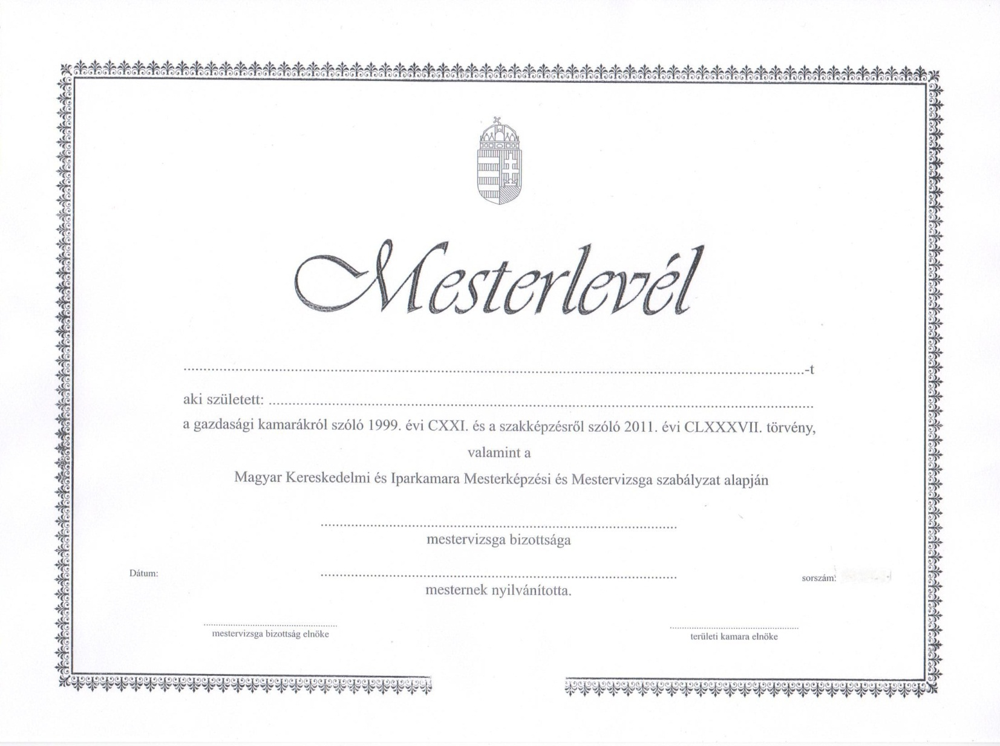 Mesterlevél
........................................................................-t
aki született: ........................................................................
a gazdasági kamarákról szóló 1999. évi CXXI. és a szakképzésről szóló 2011. évi CLXXXVII. törvény,
valamint a
Magyar Kereskedelmi és Iparkamara Mesterképzési és Mestervizsga szabályzat alapján
........................................................................
mestervizsga bizottsága
Dátum: ........................................................................ sorszám:
mesternek nyilvánította.
........................................ ........................................
mestervizsga bizottság elnöke területi kamara elnöke